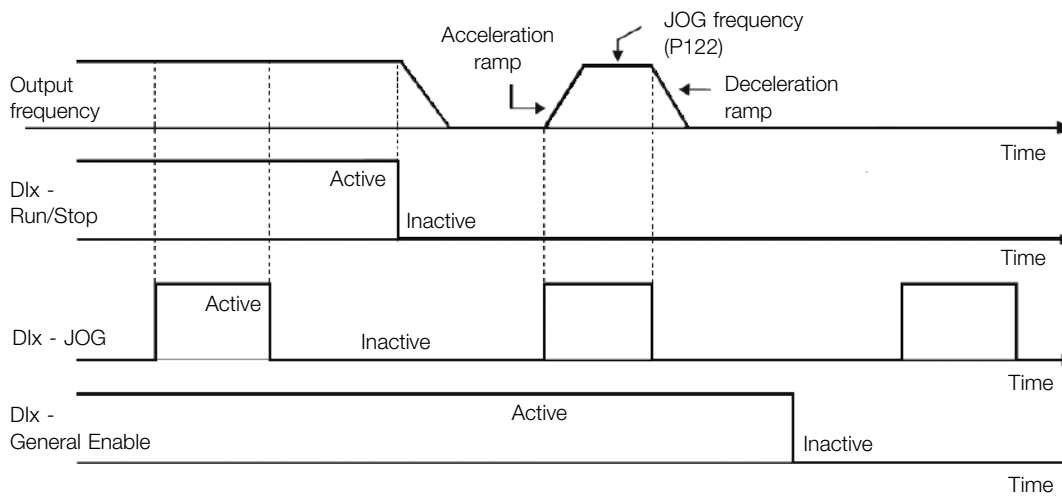 JOG frequency
(P122)
Acceleration
ramp
Output
frequency
Deceleration
ramp
Time
DIx -
Run/Stop
Active
Inactive
Time
DIx - JOG
Active
Inactive
Time
DIx -
General Enable
Active
Inactive
Time